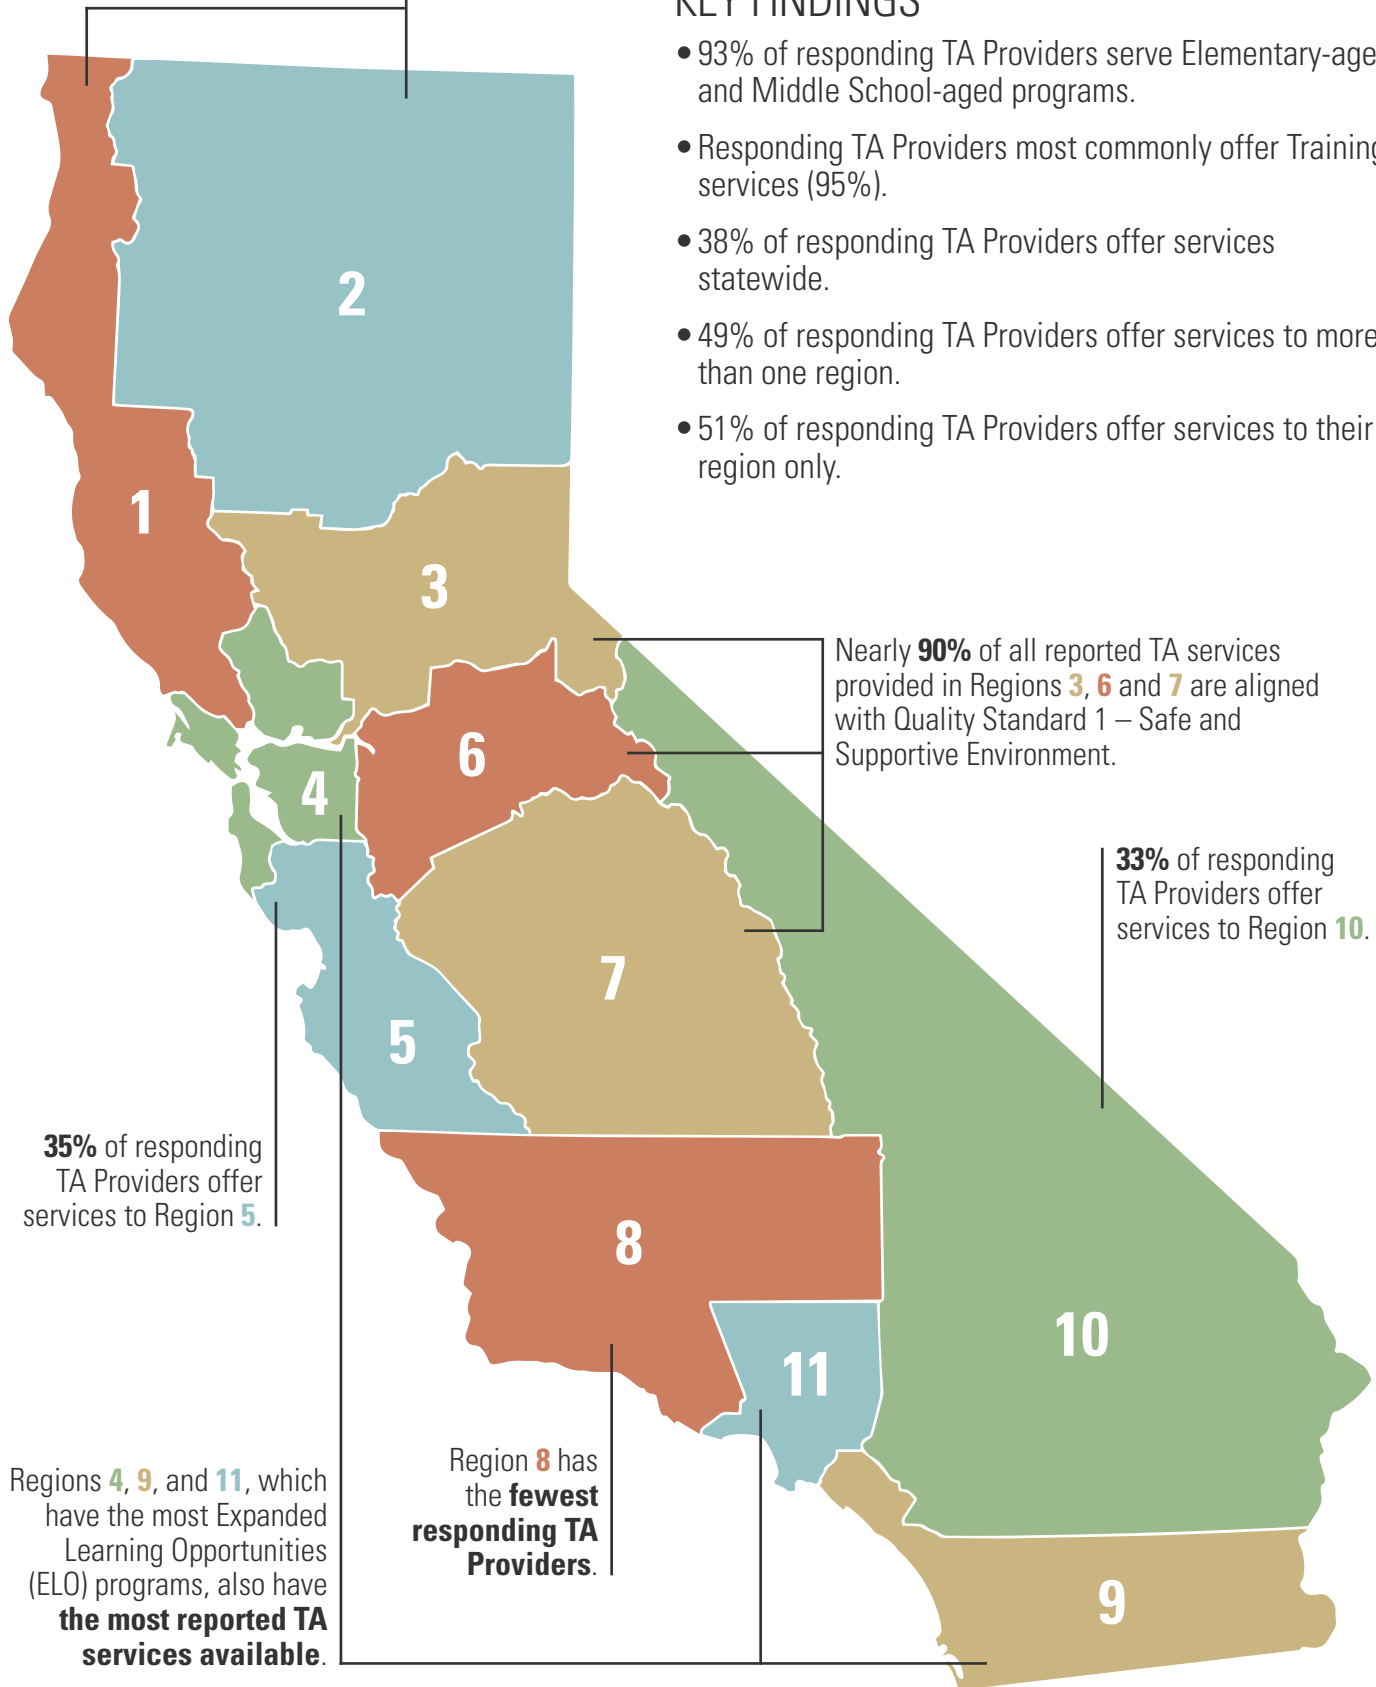 KEY FINDINGS
• 93% of responding TA Providers serve Elementary-age
and Middle School-aged programs.
• Responding TA Providers most commonly offer Training
services (95%).
• 38% of responding TA Providers offer services
statewide.
• 49% of responding TA Providers offer services to more
than one region.
• 51% of responding TA Providers offer services to their
region only.
2
1
3
Nearly 90% of all reported TA services
provided in Regions 3, 6 and 7 are aligned
with Quality Standard 1 – Safe and
Supportive Environment.
6
4
33% of responding
TA Providers offer
services to Region 10.
7
5
35% of responding
TA Providers offer
services to Region 5.
8
10
11
Region 8 has
the fewest
responding TA
Providers.
Regions 4, 9, and 11, which
have the most Expanded
Learning Opportunities
(ELO) programs, also have
the most reported TA
services available.
9